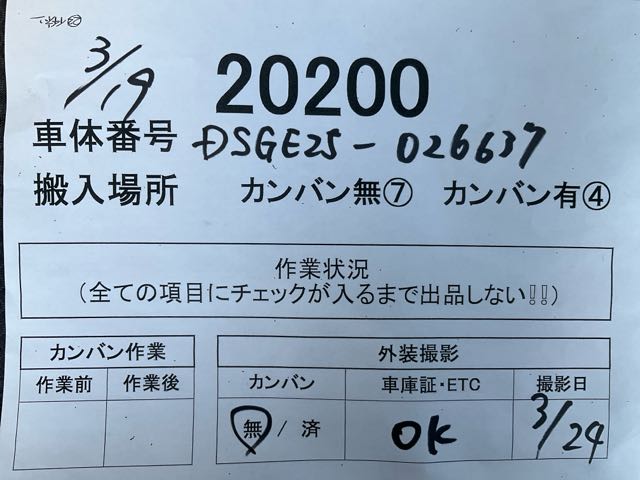 3/19
20200
車体番号 DSGE25-026637
搬入場所 カンバン無⑦ カンバン有④
作業状況
(全ての項目にチェックが入るまで出品しない!!)
カンバン作業
作業前 作業後
外装撮影
カンバン 車庫証・ETC 撮影日
無 / 済 OK 3/24